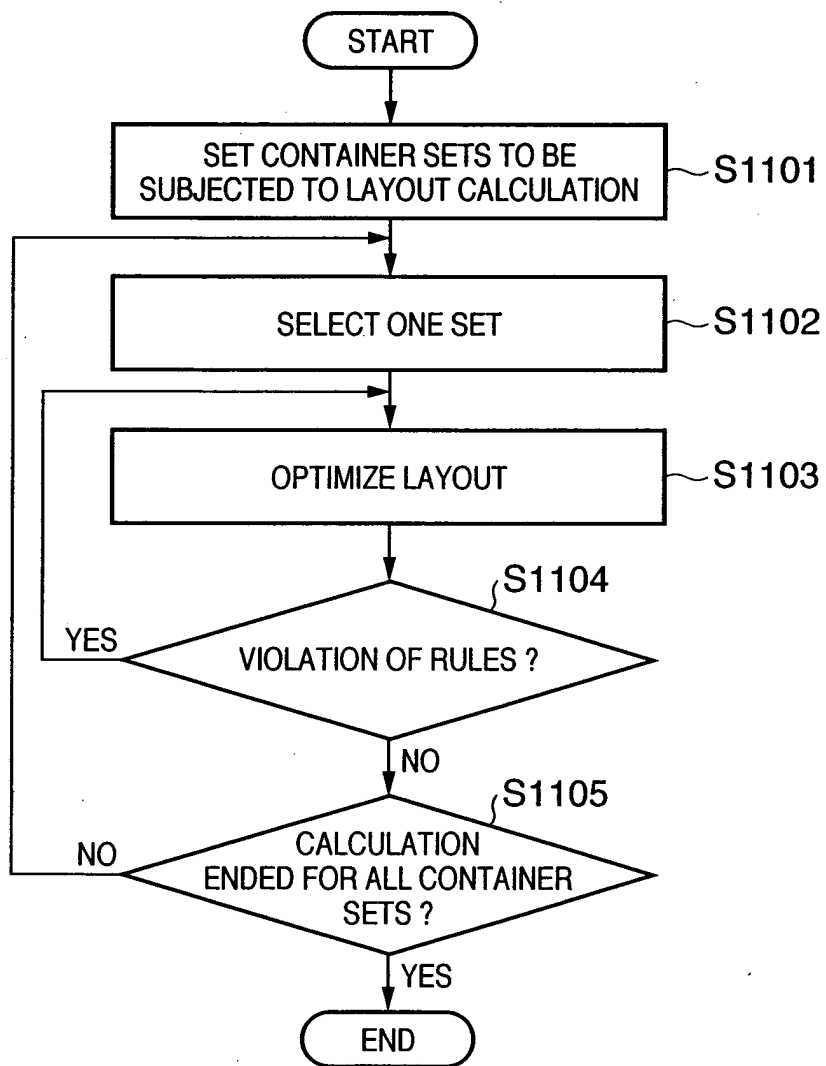 START
SET CONTAINER SETS TO BE
SUBJECTED TO LAYOUT CALCULATION
S1101
SELECT ONE SET
S1102
OPTIMIZE LAYOUT
S1103
S1104
YES
VIOLATION OF RULES ?
NO
S1105
NO
CALCULATION
ENDED FOR ALL CONTAINER
SETS ?
YES
END